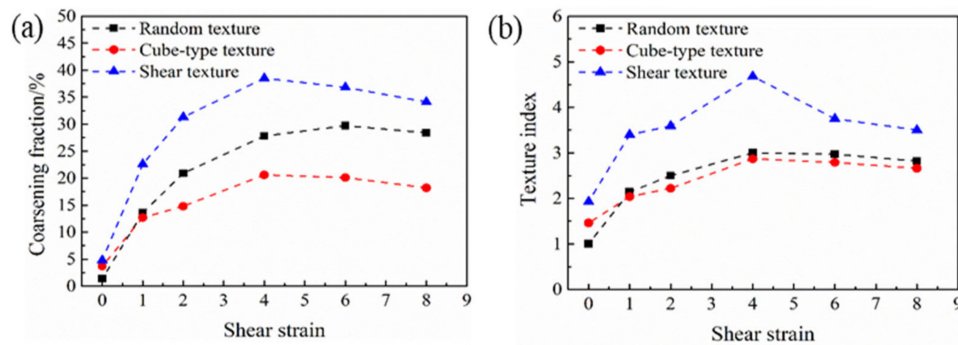 (a)
50
45
40
35
30
25
20
15
10
5
0
Coarsening fraction/%
Random texture
Cube-type texture
Shear texture
0 1 2 3 4 5 6 7 8 9
Shear strain
(b)
6
5
4
3
2
1
0
Texture index
Random texture
Cube-type texture
Shear texture
0 1 2 3 4 5 6 7 8 9
Shear strain